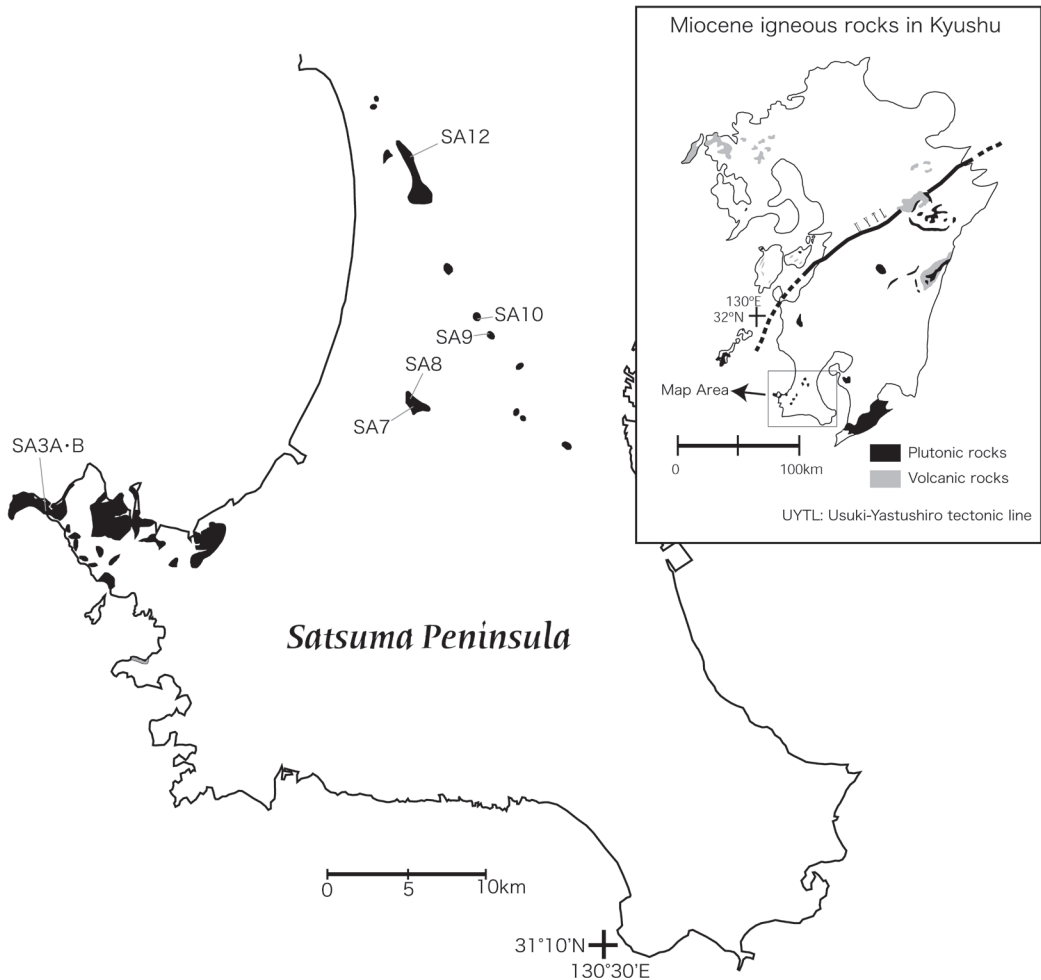 Miocene igneous rocks in Kyushu
UYTL
130°E
32°N
Map Area
0
100km
Plutonic rocks
Volcanic rocks
UYTL: Usuki-Yastushiro tectonic line
SA12
SA10
SA9
SA8
SA7
SA3A・B
Satsuma Peninsula
0
5
10km
31°10'N
130°30'E